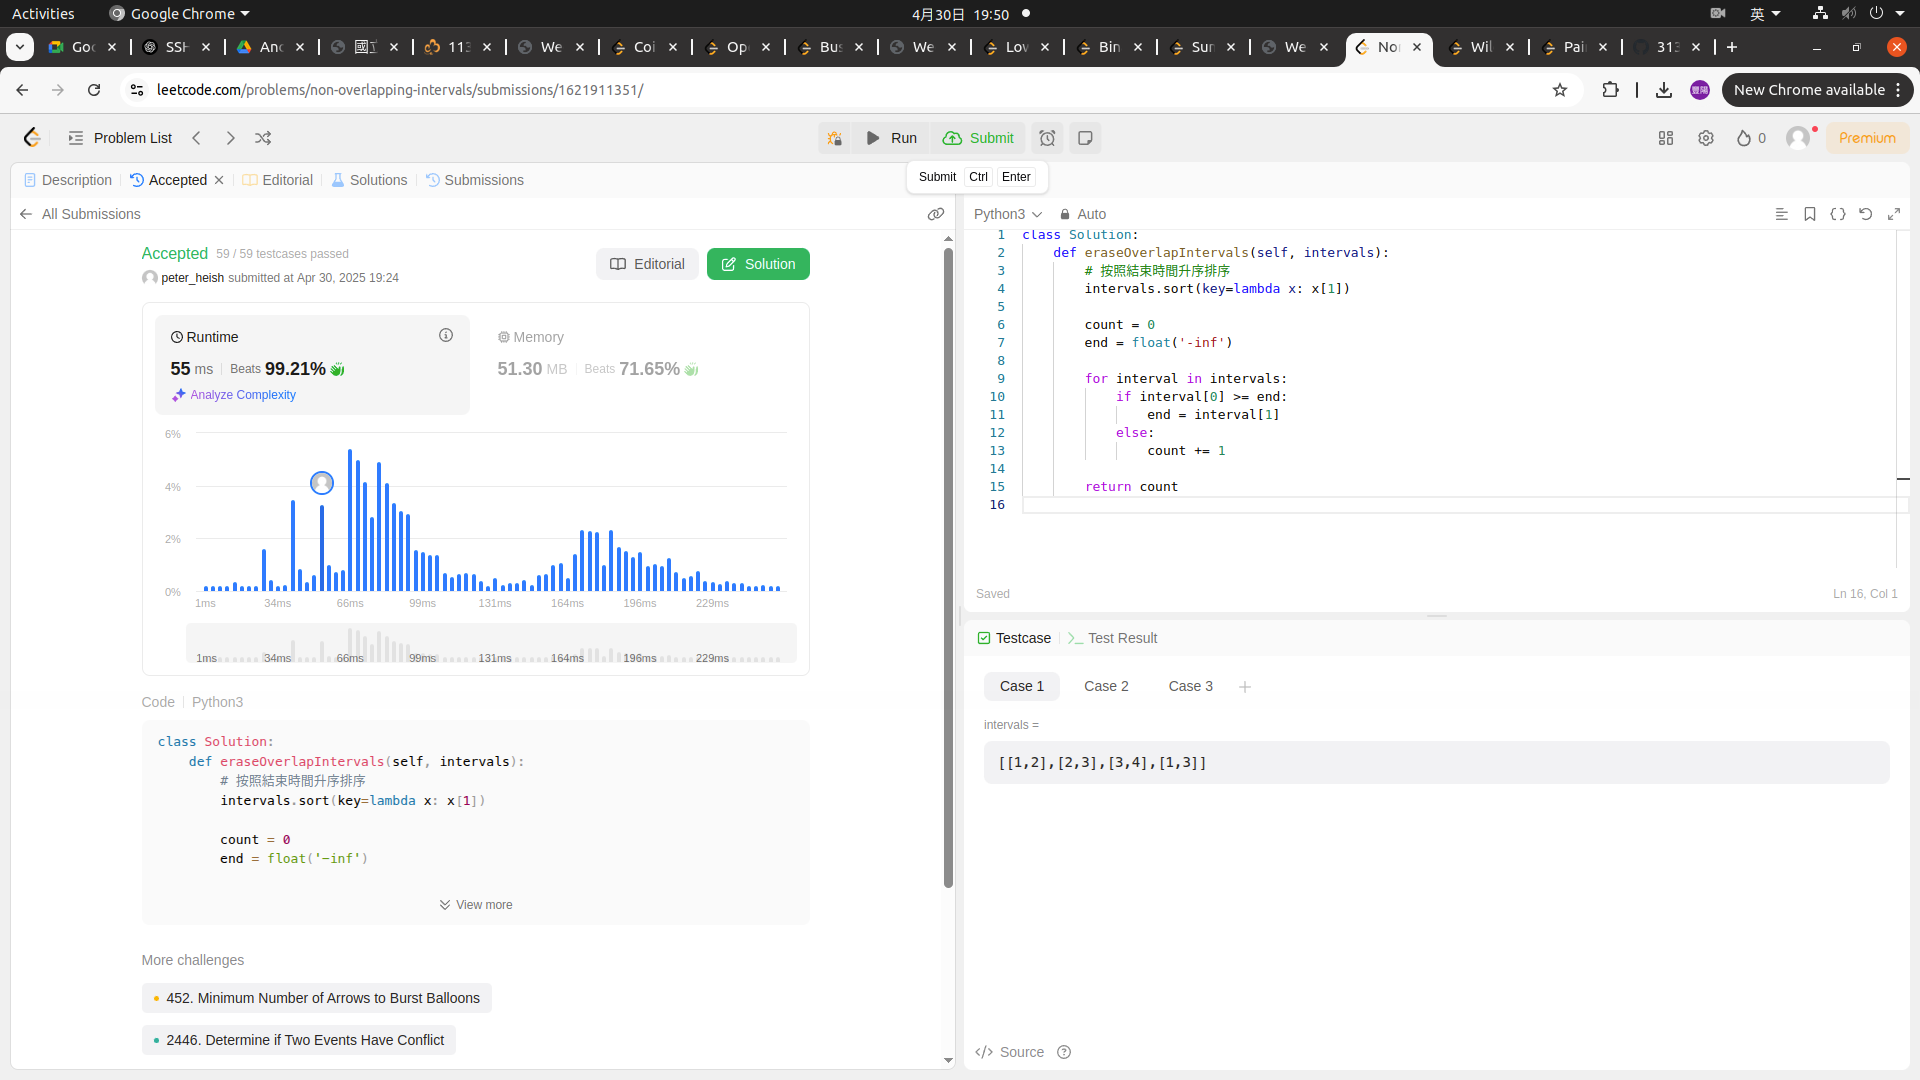 Activities
Google Chrome
4月30日 19:50
英
Goo
SSH
And
國立
113
We
Coi
Ope
Bus
We
Lov
Bin
Sum
We
Non
Will
Pai
313
leetcode.com/problems/non-overlapping-intervals/submissions/1621911351/
豐陽
New Chrome available
Problem List
Run
Submit
0
Premium
Submit Ctrl Enter
Description
Accepted
Editorial
Solutions
Submissions
All Submissions
Accepted 59 / 59 testcases passed
peter_heish submitted at Apr 30, 2025 19:24
Editorial
Solution
Runtime
55 ms Beats 99.21%
Analyze Complexity
Memory
51.30 MB Beats 71.65%
6%
4%
2%
0%
1ms 34ms 66ms 99ms 131ms 164ms 196ms 229ms
1ms 34ms 66ms 99ms 131ms 164ms 196ms 229ms
Code Python3
class Solution:
def eraseOverlapIntervals(self, intervals):
# 按照結束時間升序排序
intervals.sort(key=lambda x: x[1])
count = 0
end = float('-inf')
View more
More challenges
452. Minimum Number of Arrows to Burst Balloons
2446. Determine if Two Events Have Conflict
Python3
Auto
1 class Solution:
2 def eraseOverlapIntervals(self, intervals):
3 # 按照結束時間升序排序
4 intervals.sort(key=lambda x: x[1])
5
6 count = 0
7 end = float('-inf')
8
9 for interval in intervals:
10 if interval[0] >= end:
11 end = interval[1]
12 else:
13 count += 1
14
15 return count
16
Saved
Ln 16, Col 1
Testcase
Test Result
Case 1
Case 2
Case 3
intervals =
[[1,2],[2,3],[3,4],[1,3]]
Source